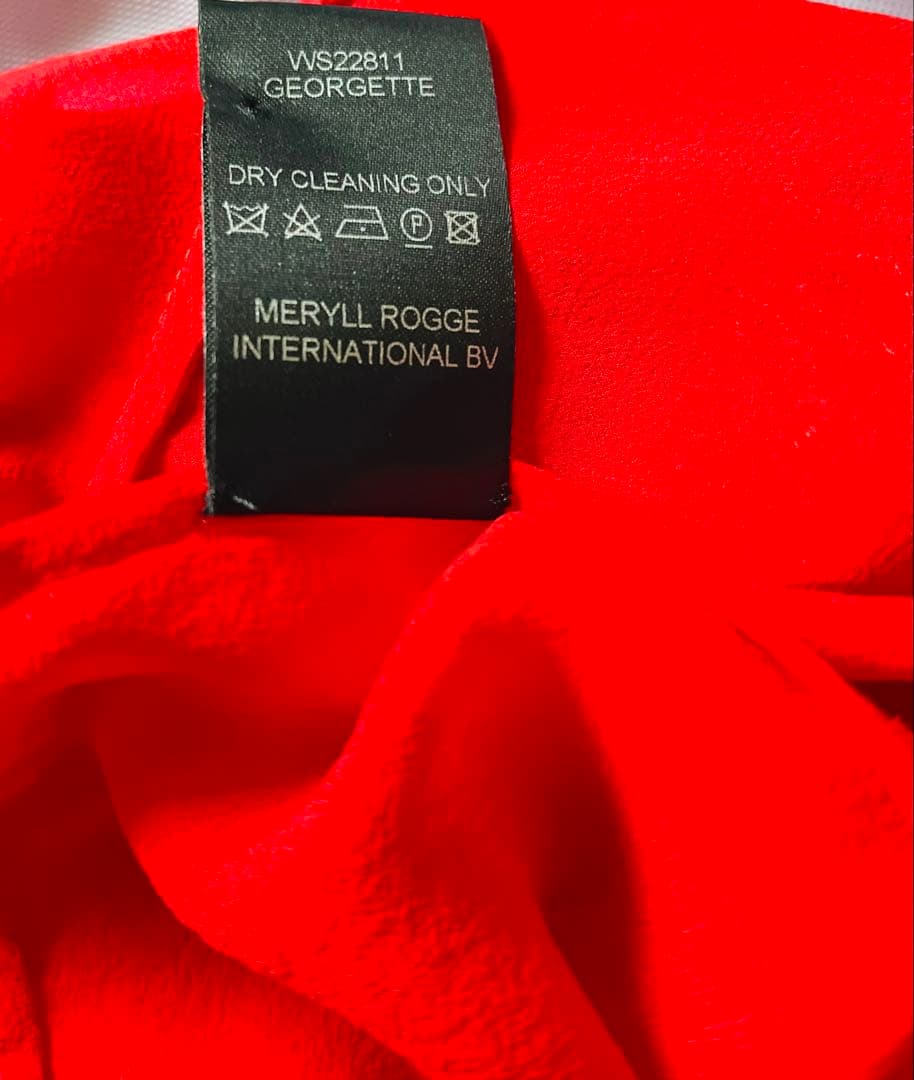 WS22811
GEORGETTE
DRY CLEANING ONLY
P
MERYLL ROGGE
INTERNATIONAL BV